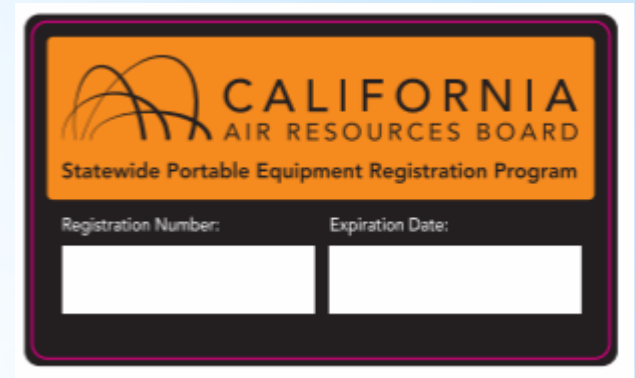 CALIFORNIA
AIR RESOURCES BOARD
Statewide Portable Equipment Registration Program
Registration Number:
Expiration Date: